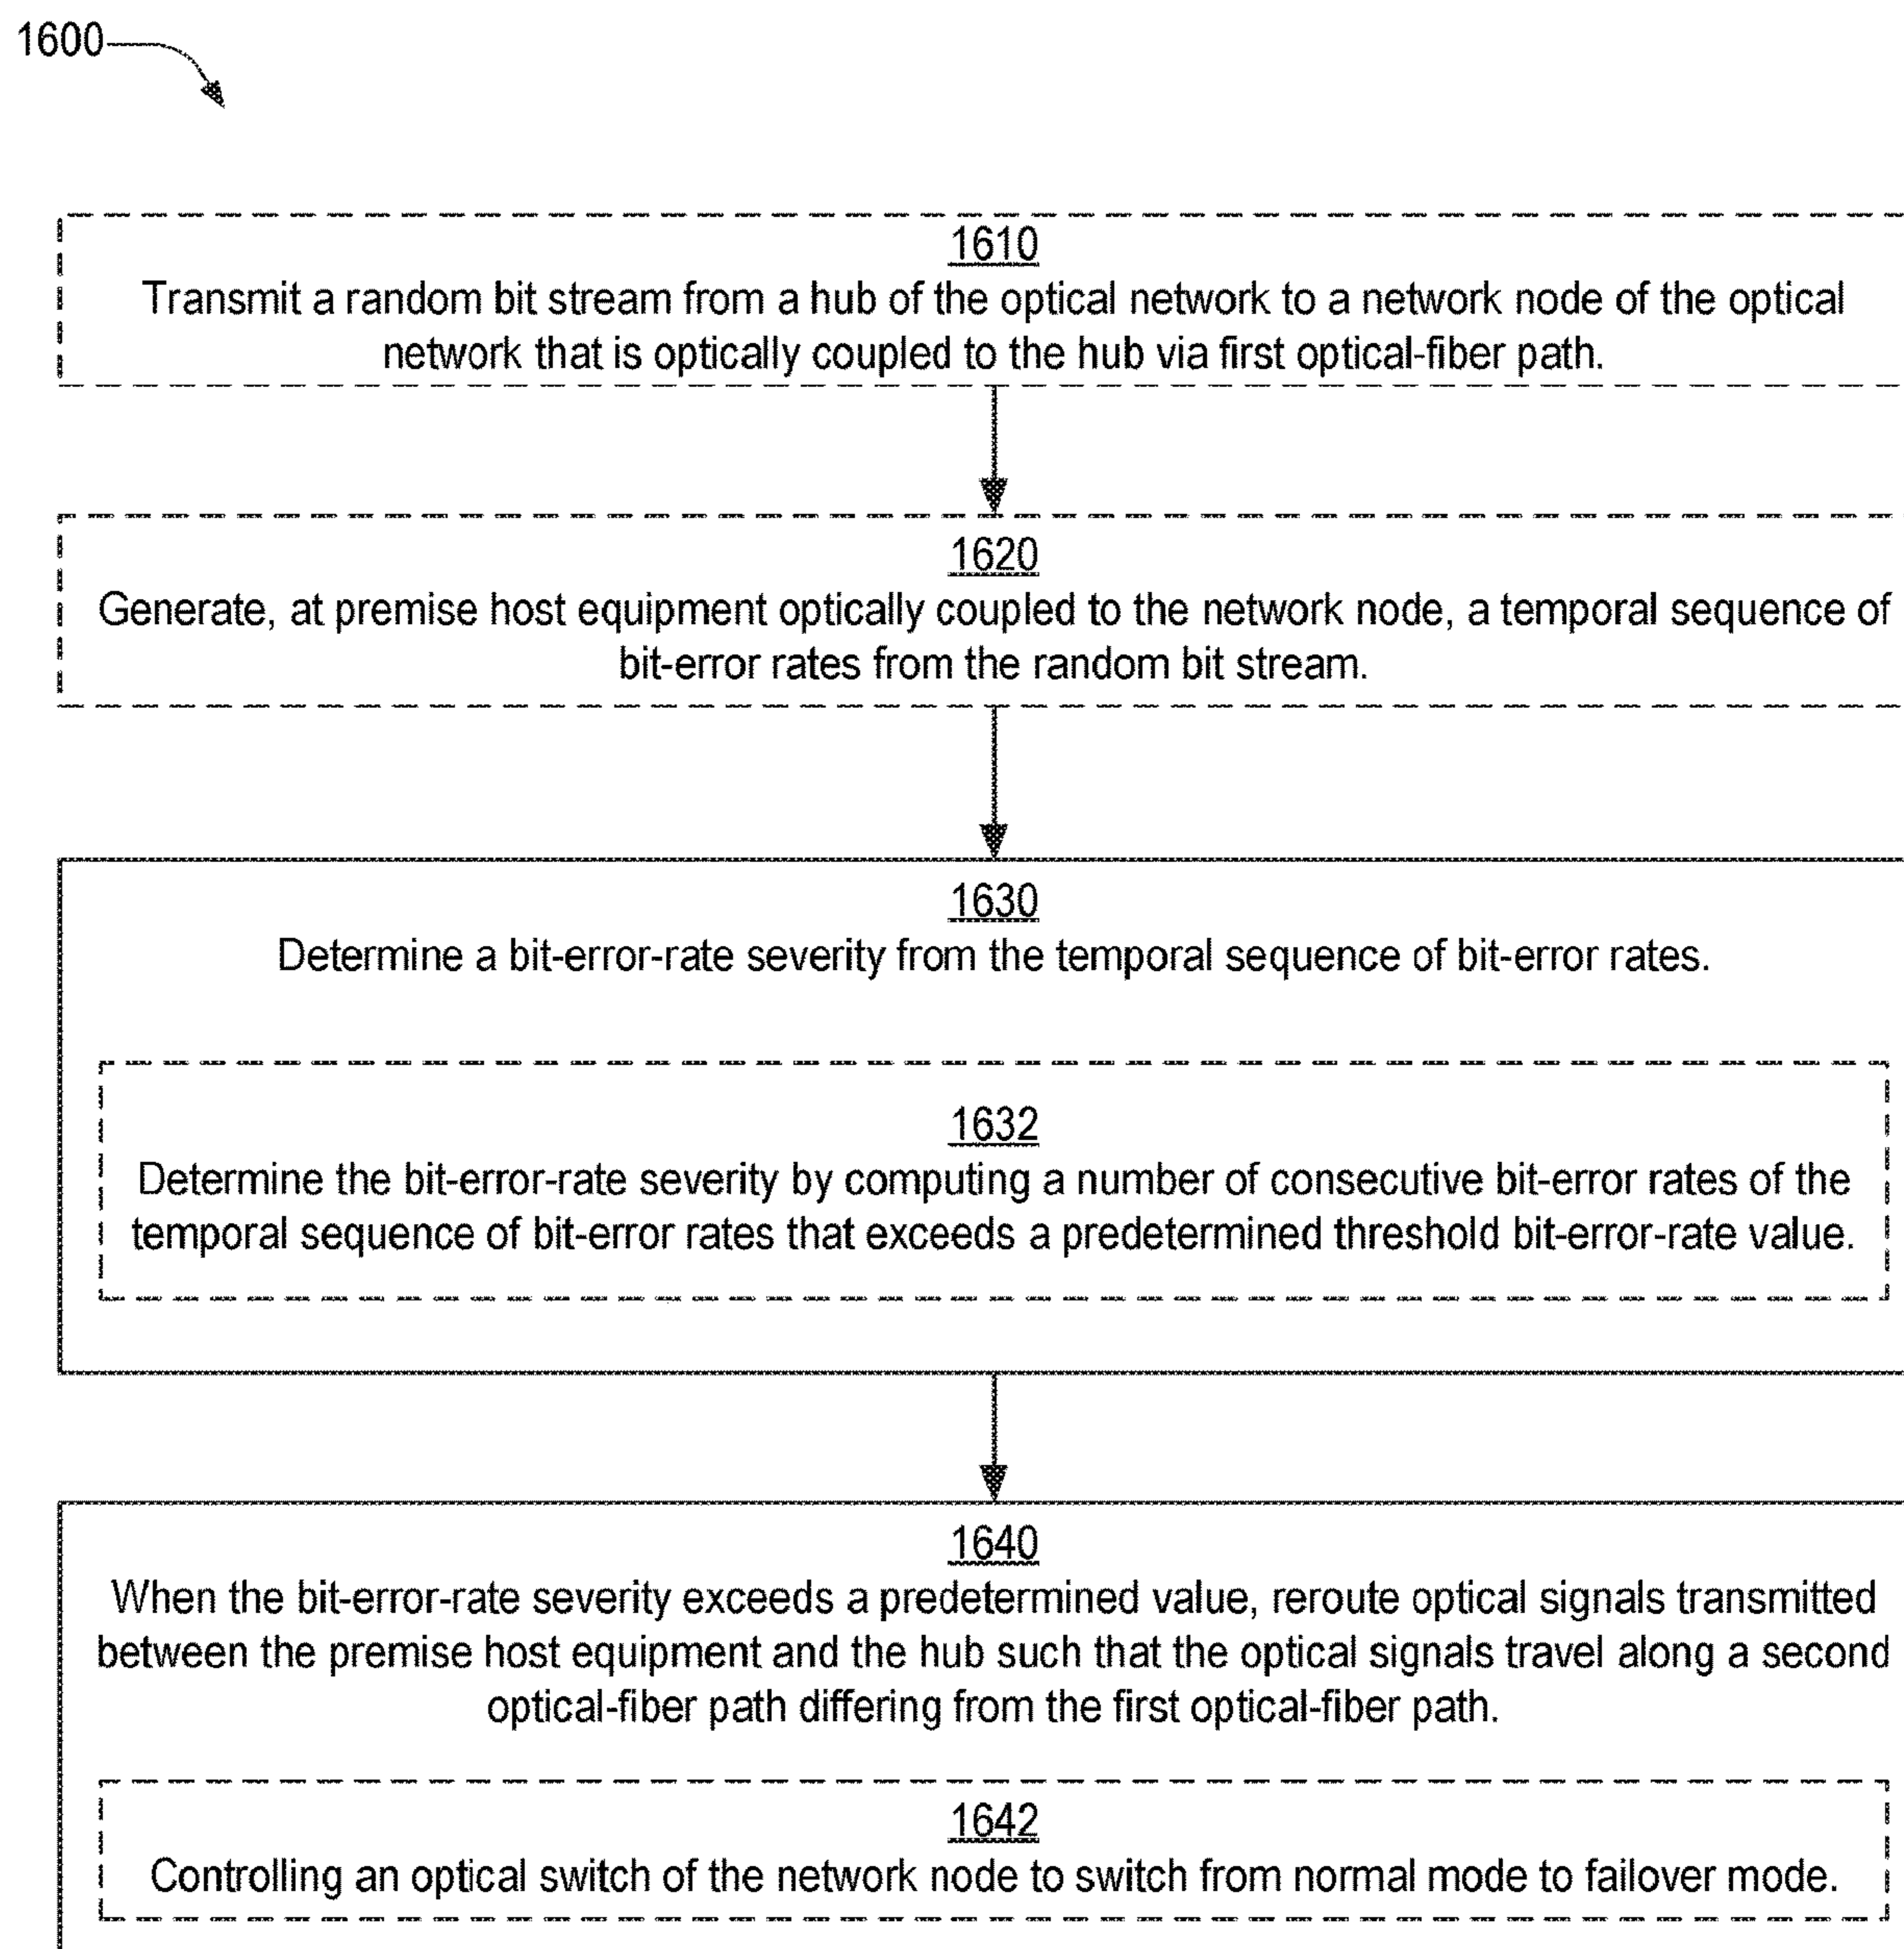 1600
1610
Transmit a random bit stream from a hub of the optical network to a network node of the optical
network that is optically coupled to the hub via first optical-fiber path.
1620
Generate, at premise host equipment optically coupled to the network node, a temporal sequence of
bit-error rates from the random bit stream.
1630
Determine a bit-error-rate severity from the temporal sequence of bit-error rates.
1632
Determine the bit-error-rate severity by computing a number of consecutive bit-error rates of the
temporal sequence of bit-error rates that exceeds a predetermined threshold bit-error-rate value.
1640
When the bit-error-rate severity exceeds a predetermined value, reroute optical signals transmitted
between the premise host equipment and the hub such that the optical signals travel along a second
optical-fiber path differing from the first optical-fiber path.
1642
Controlling an optical switch of the network node to switch from normal mode to failover mode.